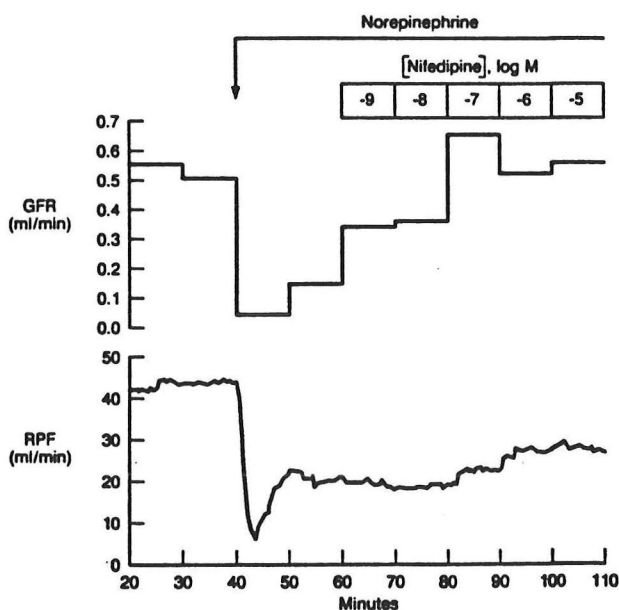 Norepinephrine
[Nifedipine], log M
-9 -8 -7 -6 -5
GFR
(ml/min)
0.7
0.6
0.5
0.4
0.3
0.2
0.1
0.0
RPF
(ml/min)
50
40
30
20
10
0
20 30 40 50 60 70 80 90 100 110
Minutes